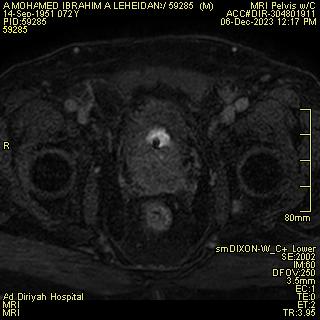 A MOHAMED IBRAHIM A LEHEIDAN:/ 59285 (M)
14-Sep-1951 072Y
PID:59285
59285
MRI Pelvis w/C
ACC#DIR-304801911
06-Dec-2023 12:17 PM
R
80mm
smDIXON-W_C+ Lower
SE:2002
IM:60
DFOV:250
3.5mm
EC:1
TE:0
ET:2
TR:3.95
Ad Diriyah Hospital
MRI
MRI